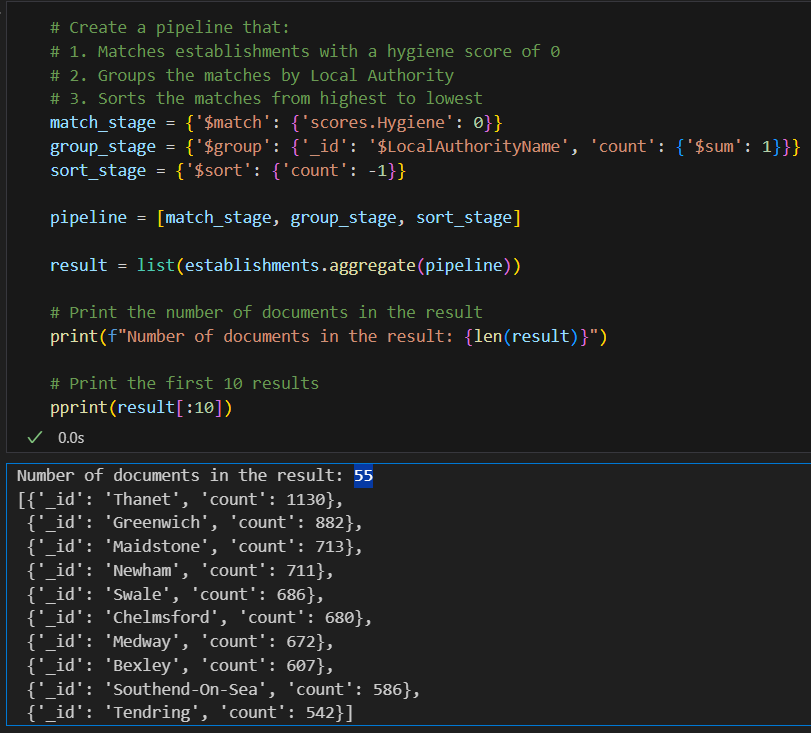 # Create a pipeline that:
# 1. Matches establishments with a hygiene score of 0
# 2. Groups the matches by Local Authority
# 3. Sorts the matches from highest to lowest
match_stage = {'$match': {'scores.Hygiene': 0}}
group_stage = {'$group': {'_id': '$LocalAuthorityName', 'count': {'$sum': 1}}}
sort_stage = {'$sort': {'count': -1}}
pipeline = [match_stage, group_stage, sort_stage]
result = list(establishments.aggregate(pipeline))
# Print the number of documents in the result
print(f"Number of documents in the result: {len(result)}")
# Print the first 10 results
pprint(result[:10])
✓ 0.0s
Number of documents in the result: 55
[{'_id': 'Thanet', 'count': 1130},
 {'_id': 'Greenwich', 'count': 882},
 {'_id': 'Maidstone', 'count': 713},
 {'_id': 'Newham', 'count': 711},
 {'_id': 'Swale', 'count': 686},
 {'_id': 'Chelmsford', 'count': 680},
 {'_id': 'Medway', 'count': 672},
 {'_id': 'Bexley', 'count': 607},
 {'_id': 'Southend-On-Sea', 'count': 586},
 {'_id': 'Tendring', 'count': 542}]